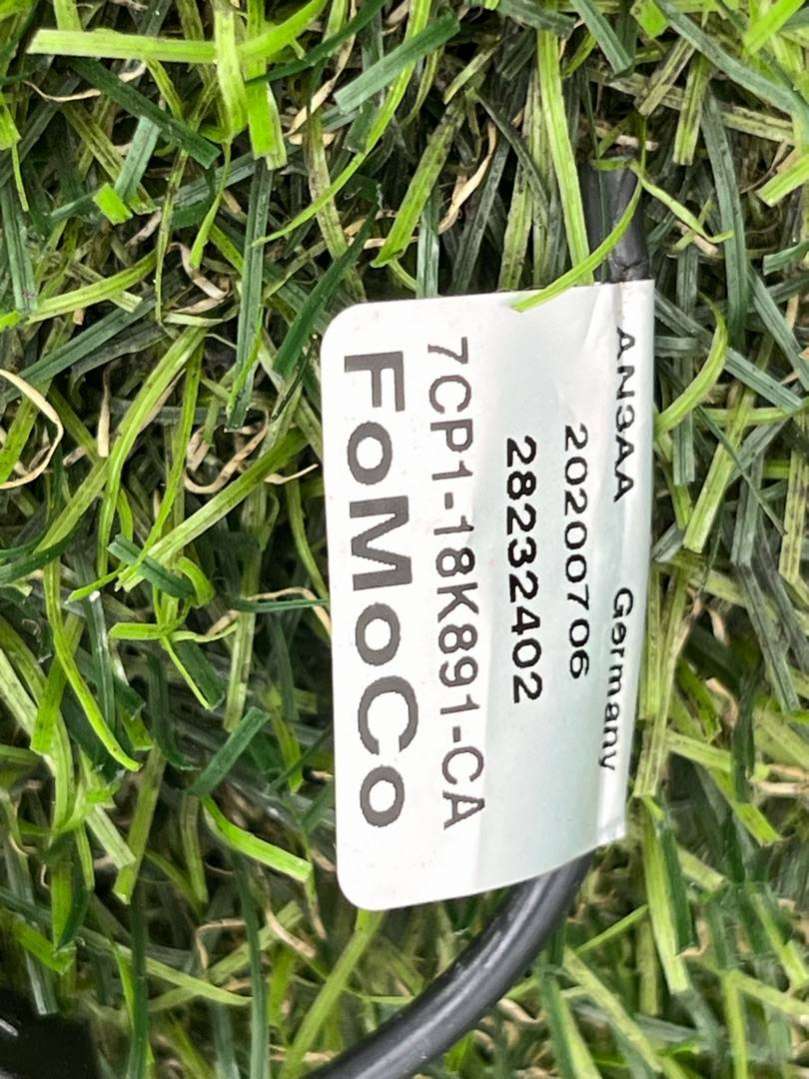 FoMoCo
7CP1-18K891-CA
28232402
20200706
AN3AA Germany